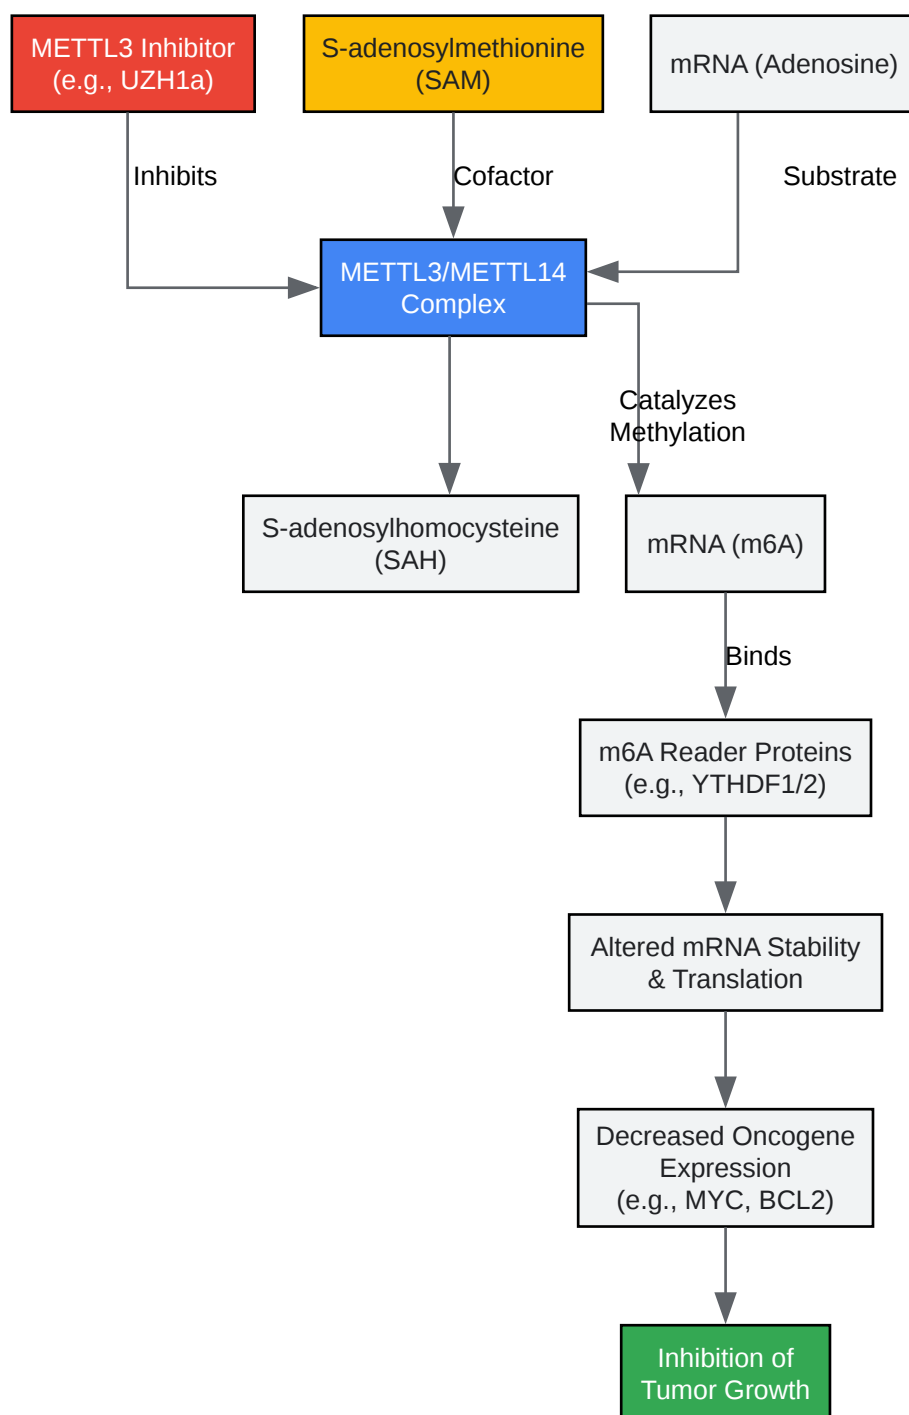 METTL3 Inhibitor
(e.g., UZH1a)
S-adenosylmethionine
(SAM)
mRNA (Adenosine)
Inhibits
Cofactor
Substrate
METTL3/METTL14
Complex
Catalyzes
Methylation
S-adenosylhomocysteine
(SAH)
mRNA (m6A)
Binds
m6A Reader Proteins
(e.g., YTHDF1/2)
Altered mRNA Stability
& Translation
Decreased Oncogene
Expression
(e.g., MYC, BCL2)
Inhibition of
Tumor Growth